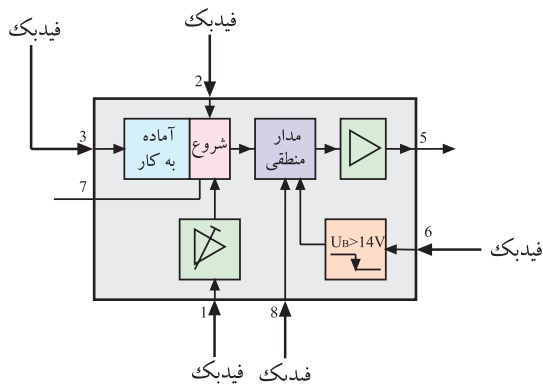 فیدبک
فیدبک
2
3
آماده
به کار
شروع
مدار
منطقی
5
7
UB>14V
6
فیدبک
1
8
فیدبک
فیدبک